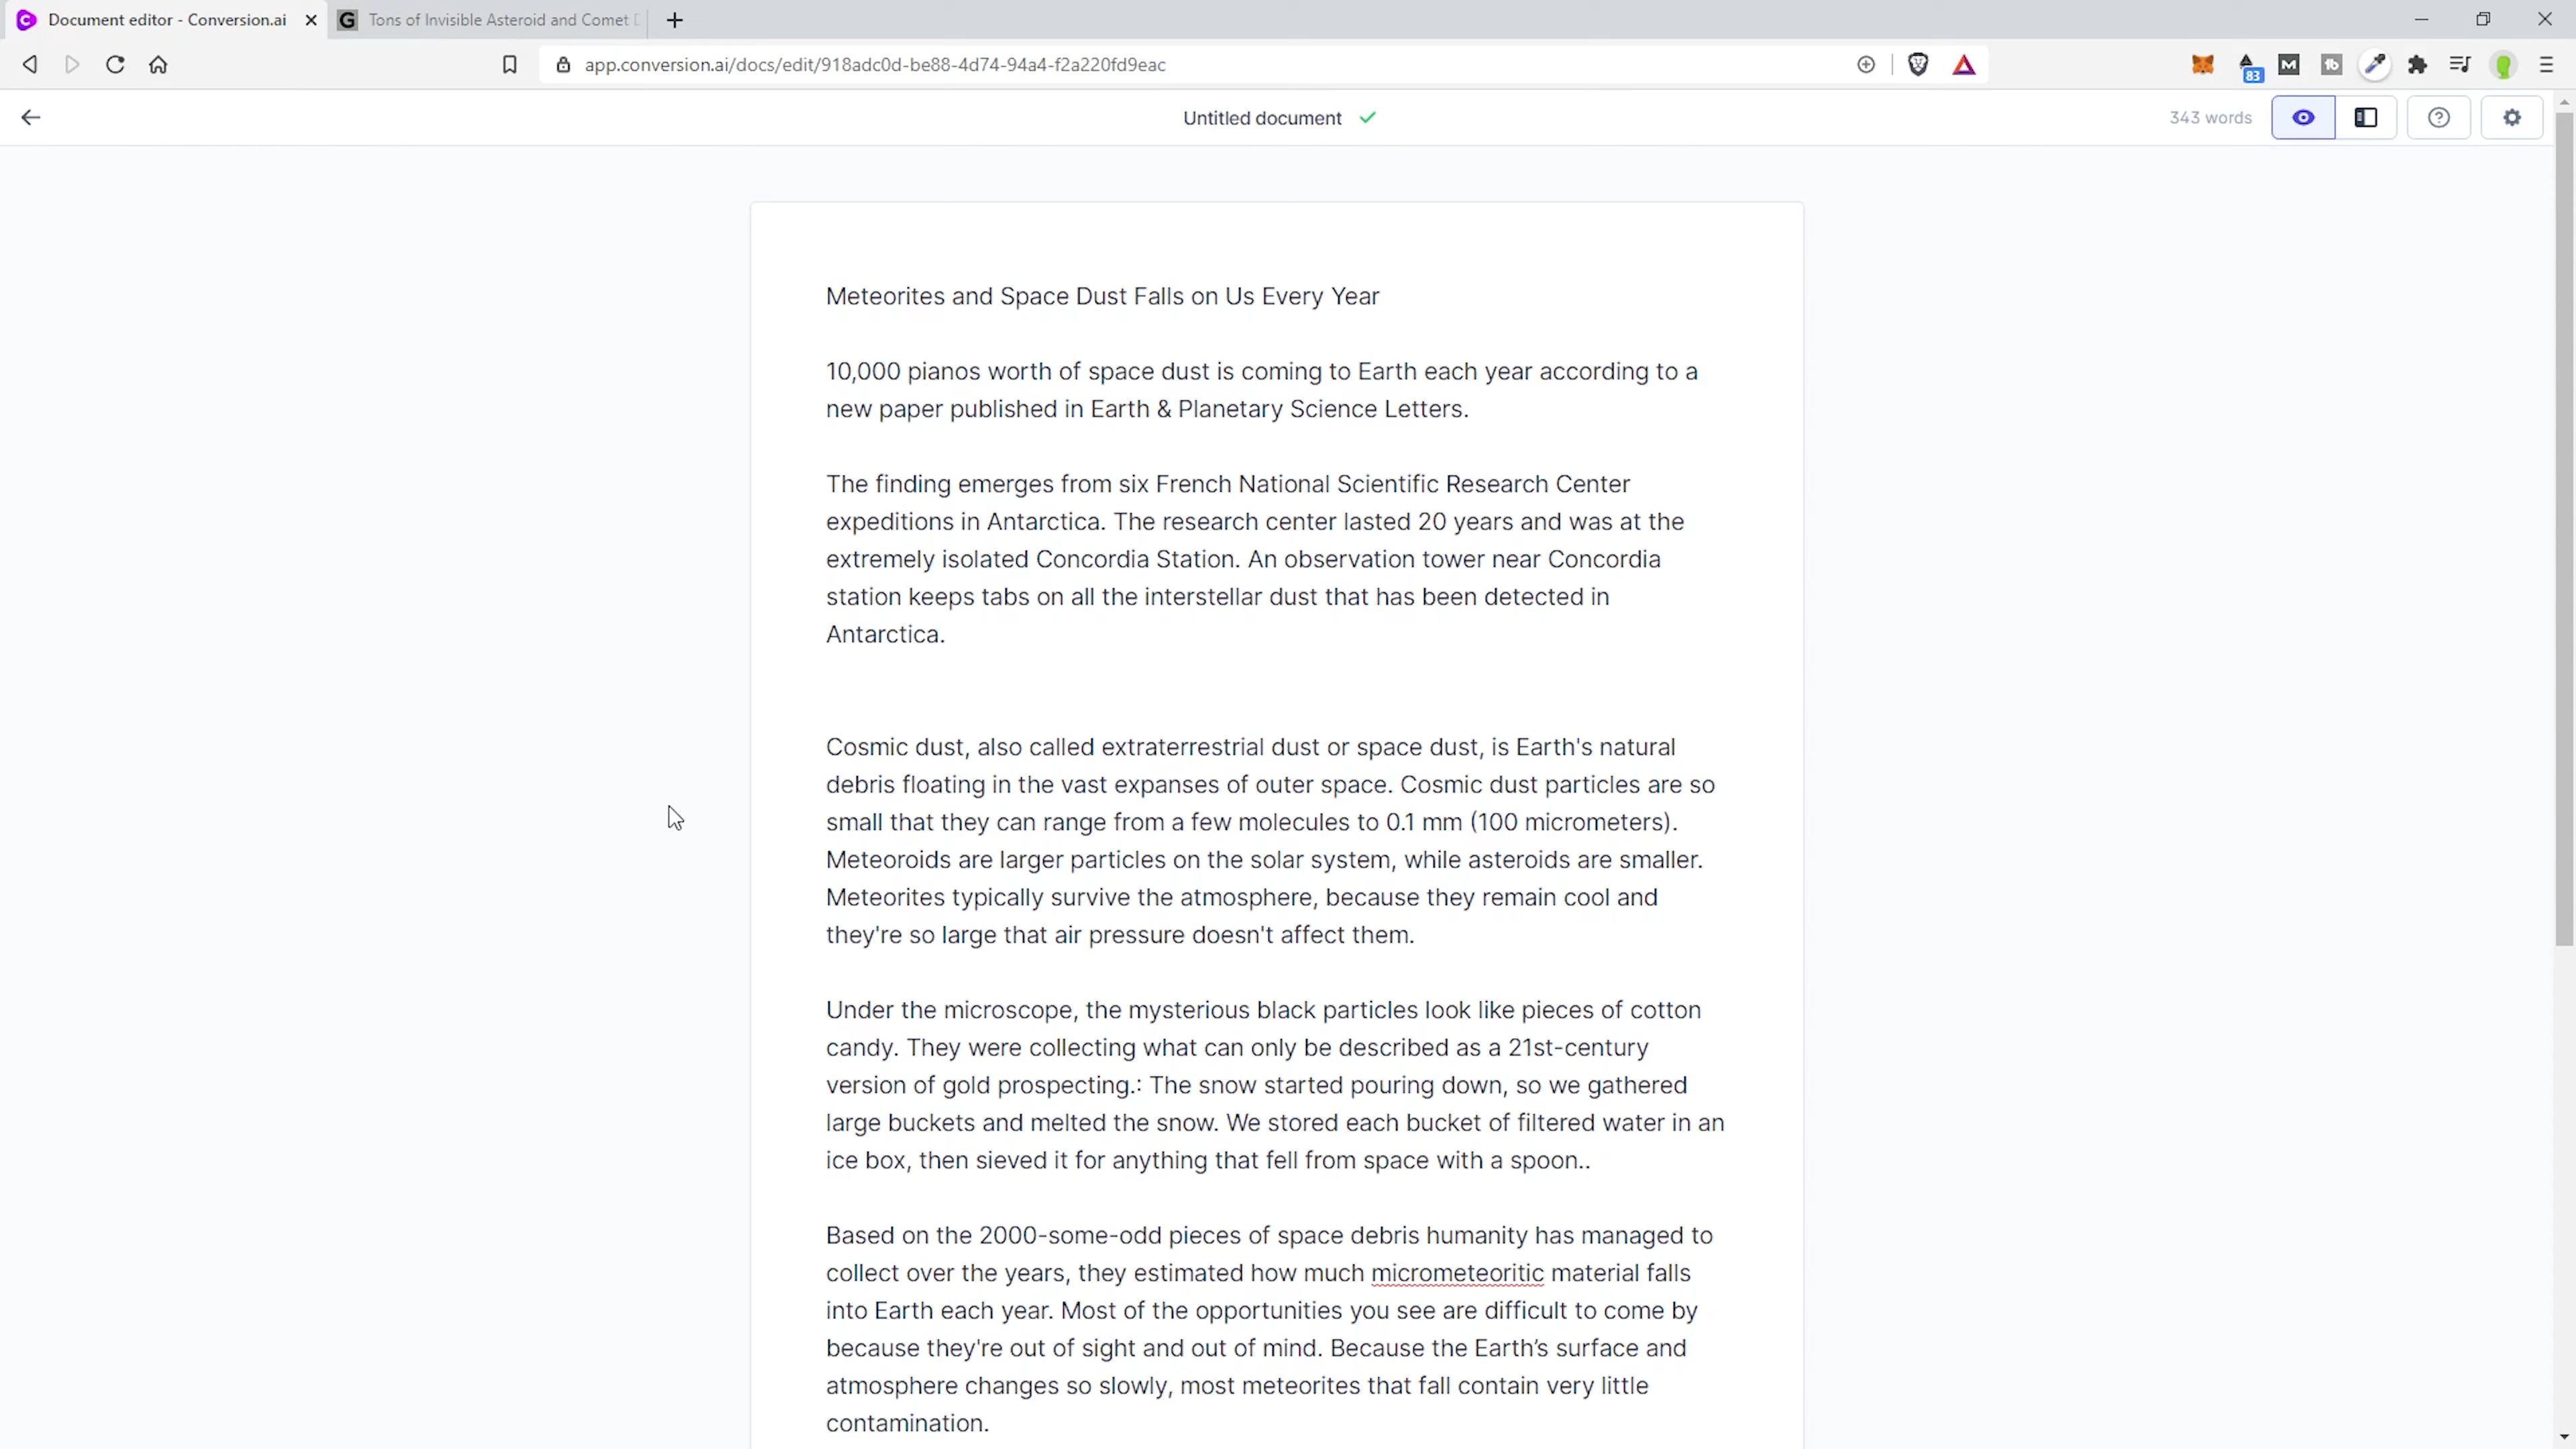 Document editor - Conversion.ai
Tons of Invisible Asteroid and Comet
app.conversion.ai/docs/edit/918adc0d-be88-4d74-94a4-f2a220fd9eac
83
Untitled document
343 words
Meteorites and Space Dust Falls on Us Every Year
10,000 pianos worth of space dust is coming to Earth each year according to a
new paper published in Earth & Planetary Science Letters.
The finding emerges from six French National Scientific Research Center
expeditions in Antarctica. The research center lasted 20 years and was at the
extremely isolated Concordia Station. An observation tower near Concordia
station keeps tabs on all the interstellar dust that has been detected in
Antarctica.
Cosmic dust, also called extraterrestrial dust or space dust, is Earth's natural
debris floating in the vast expanses of outer space. Cosmic dust particles are so
small that they can range from a few molecules to 0.1 mm (100 micrometers).
Meteoroids are larger particles on the solar system, while asteroids are smaller.
Meteorites typically survive the atmosphere, because they remain cool and
they're so large that air pressure doesn't affect them.
Under the microscope, the mysterious black particles look like pieces of cotton
candy. They were collecting what can only be described as a 21st-century
version of gold prospecting.: The snow started pouring down, so we gathered
large buckets and melted the snow. We stored each bucket of filtered water in an
ice box, then sieved it for anything that fell from space with a spoon..
Based on the 2000-some-odd pieces of space debris humanity has managed to
collect over the years, they estimated how much micrometeoritic material falls
into Earth each year. Most of the opportunities you see are difficult to come by
because they're out of sight and out of mind. Because the Earth’s surface and
atmosphere changes so slowly, most meteorites that fall contain very little
contamination.